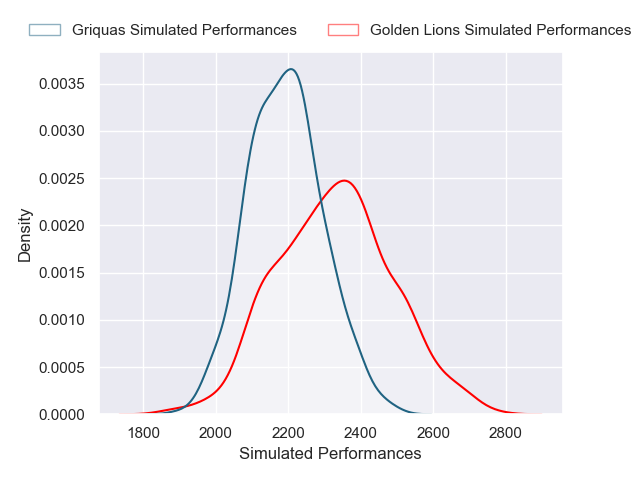 Griquas Simulated Performances Golden Lions Simulated Performances
0.0035
0.0030
0.0025
0.0020
0.0015
0.0010
0.0005
0.0000
Density
1800 2000 2200 2400 2600 2800
Simulated Performances